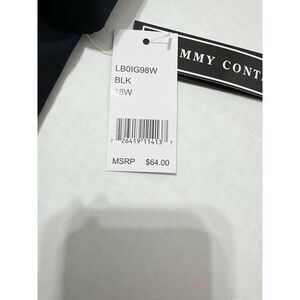 MMY CONT
LB0IG98W
BLK
18W
7 26419 11413 7
MSRP $64.00